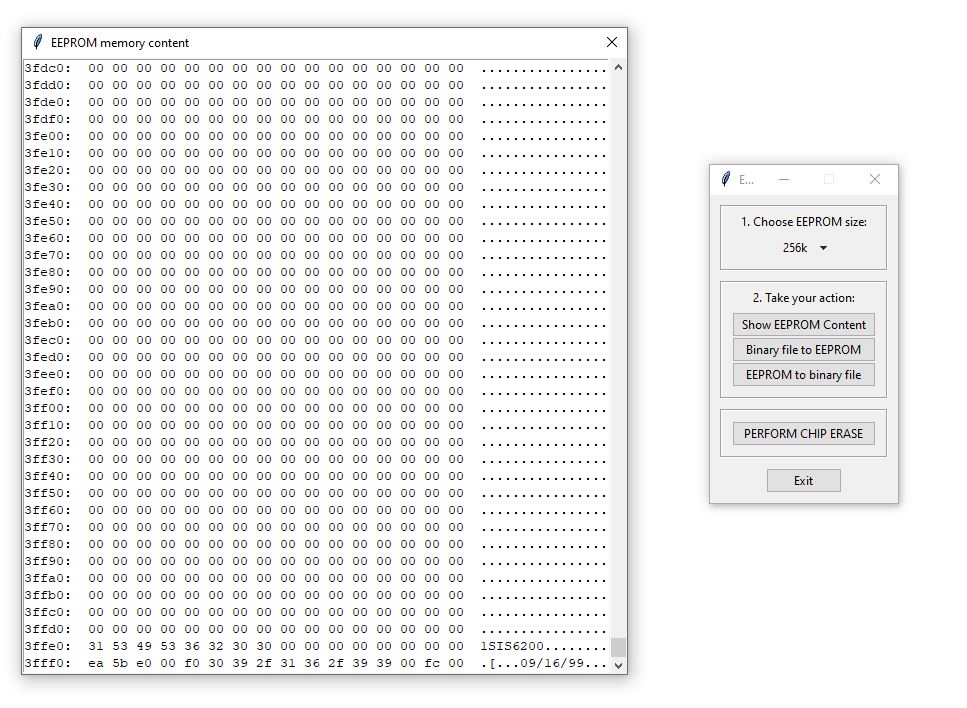 EEPROM memory content
3fdc0: 00 00 00 00 00 00 00 00 00 00 00 00 00 00 00 00 ................
3fdd0: 00 00 00 00 00 00 00 00 00 00 00 00 00 00 00 00 ................
3fde0: 00 00 00 00 00 00 00 00 00 00 00 00 00 00 00 00 ................
3fdf0: 00 00 00 00 00 00 00 00 00 00 00 00 00 00 00 00 ................
3fe00: 00 00 00 00 00 00 00 00 00 00 00 00 00 00 00 00 ................
3fe10: 00 00 00 00 00 00 00 00 00 00 00 00 00 00 00 00 ................
3fe20: 00 00 00 00 00 00 00 00 00 00 00 00 00 00 00 00 ................
3fe30: 00 00 00 00 00 00 00 00 00 00 00 00 00 00 00 00 ................
3fe40: 00 00 00 00 00 00 00 00 00 00 00 00 00 00 00 00 ................
3fe50: 00 00 00 00 00 00 00 00 00 00 00 00 00 00 00 00 ................
3fe60: 00 00 00 00 00 00 00 00 00 00 00 00 00 00 00 00 ................
3fe70: 00 00 00 00 00 00 00 00 00 00 00 00 00 00 00 00 ................
3fe80: 00 00 00 00 00 00 00 00 00 00 00 00 00 00 00 00 ................
3fe90: 00 00 00 00 00 00 00 00 00 00 00 00 00 00 00 00 ................
3fea0: 00 00 00 00 00 00 00 00 00 00 00 00 00 00 00 00 ................
3feb0: 00 00 00 00 00 00 00 00 00 00 00 00 00 00 00 00 ................
3fec0: 00 00 00 00 00 00 00 00 00 00 00 00 00 00 00 00 ................
3fed0: 00 00 00 00 00 00 00 00 00 00 00 00 00 00 00 00 ................
3fee0: 00 00 00 00 00 00 00 00 00 00 00 00 00 00 00 00 ................
3fef0: 00 00 00 00 00 00 00 00 00 00 00 00 00 00 00 00 ................
3ff00: 00 00 00 00 00 00 00 00 00 00 00 00 00 00 00 00 ................
3ff10: 00 00 00 00 00 00 00 00 00 00 00 00 00 00 00 00 ................
3ff20: 00 00 00 00 00 00 00 00 00 00 00 00 00 00 00 00 ................
3ff30: 00 00 00 00 00 00 00 00 00 00 00 00 00 00 00 00 ................
3ff40: 00 00 00 00 00 00 00 00 00 00 00 00 00 00 00 00 ................
3ff50: 00 00 00 00 00 00 00 00 00 00 00 00 00 00 00 00 ................
3ff60: 00 00 00 00 00 00 00 00 00 00 00 00 00 00 00 00 ................
3ff70: 00 00 00 00 00 00 00 00 00 00 00 00 00 00 00 00 ................
3ff80: 00 00 00 00 00 00 00 00 00 00 00 00 00 00 00 00 ................
3ff90: 00 00 00 00 00 00 00 00 00 00 00 00 00 00 00 00 ................
3ffa0: 00 00 00 00 00 00 00 00 00 00 00 00 00 00 00 00 ................
3ffb0: 00 00 00 00 00 00 00 00 00 00 00 00 00 00 00 00 ................
3ffc0: 00 00 00 00 00 00 00 00 00 00 00 00 00 00 00 00 ................
3ffd0: 00 00 00 00 00 00 00 00 00 00 00 00 00 00 00 00 ................
3ffe0: 31 53 49 53 36 32 30 30 00 00 00 00 00 00 00 00 1SIS6200........
3fff0: ea 5b e0 00 f0 30 39 2f 31 36 2f 39 39 00 fc 00 .[...09/16/99...
E...
1. Choose EEPROM size:
256k
2. Take your action:
Show EEPROM Content
Binary file to EEPROM
EEPROM to binary file
PERFORM CHIP ERASE
Exit